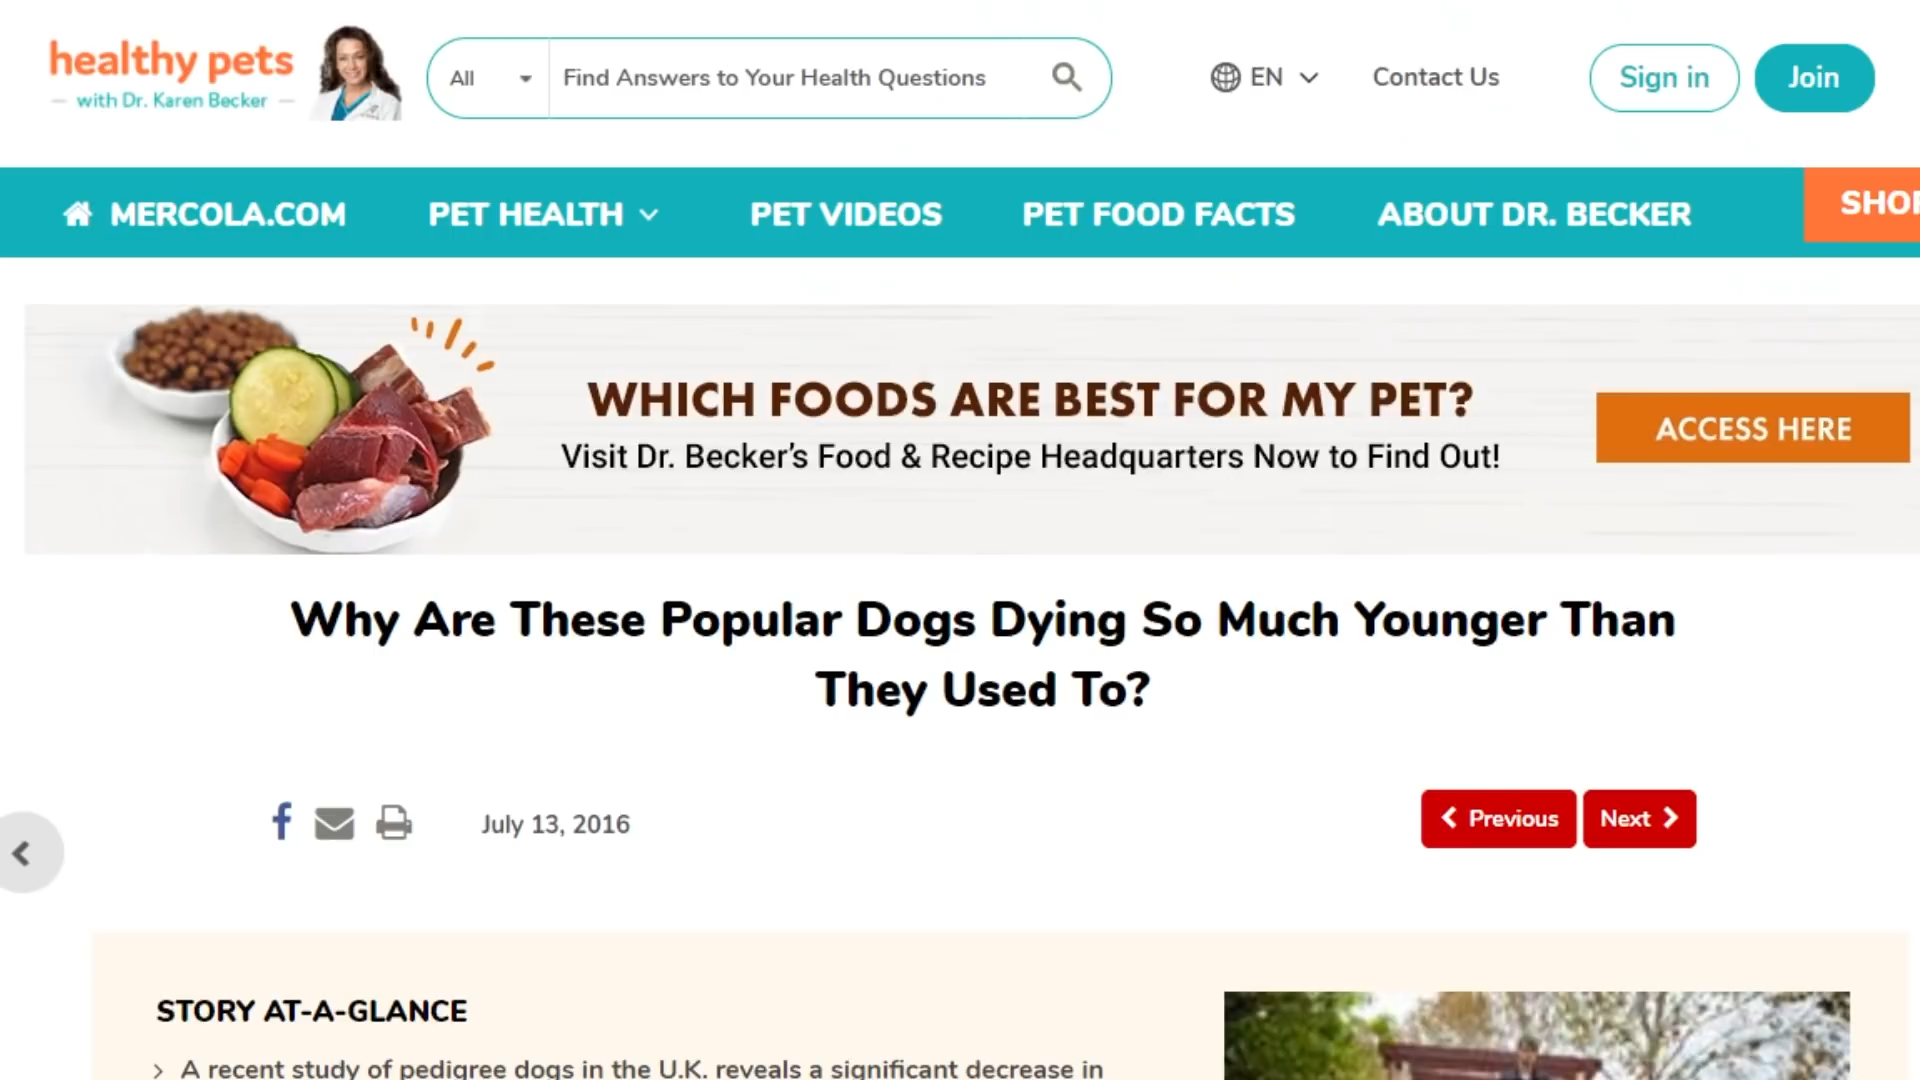 healthy pets
with Dr. Karen Becker
All
Find Answers to Your Health Questions
EN
Contact Us
Sign in
Join
MERCOLA.COM
PET HEALTH
PET VIDEOS
PET FOOD FACTS
ABOUT DR. BECKER
WHICH FOODS ARE BEST FOR MY PET?
Visit Dr. Becker's Food & Recipe Headquarters Now to Find Out!
ACCESS HERE
Why Are These Popular Dogs Dying So Much Younger Than
They Used To?
July 13, 2016
Previous
Next
STORY AT-A-GLANCE
A recent study of pedigree dogs in the U.K. reveals a significant decrease in